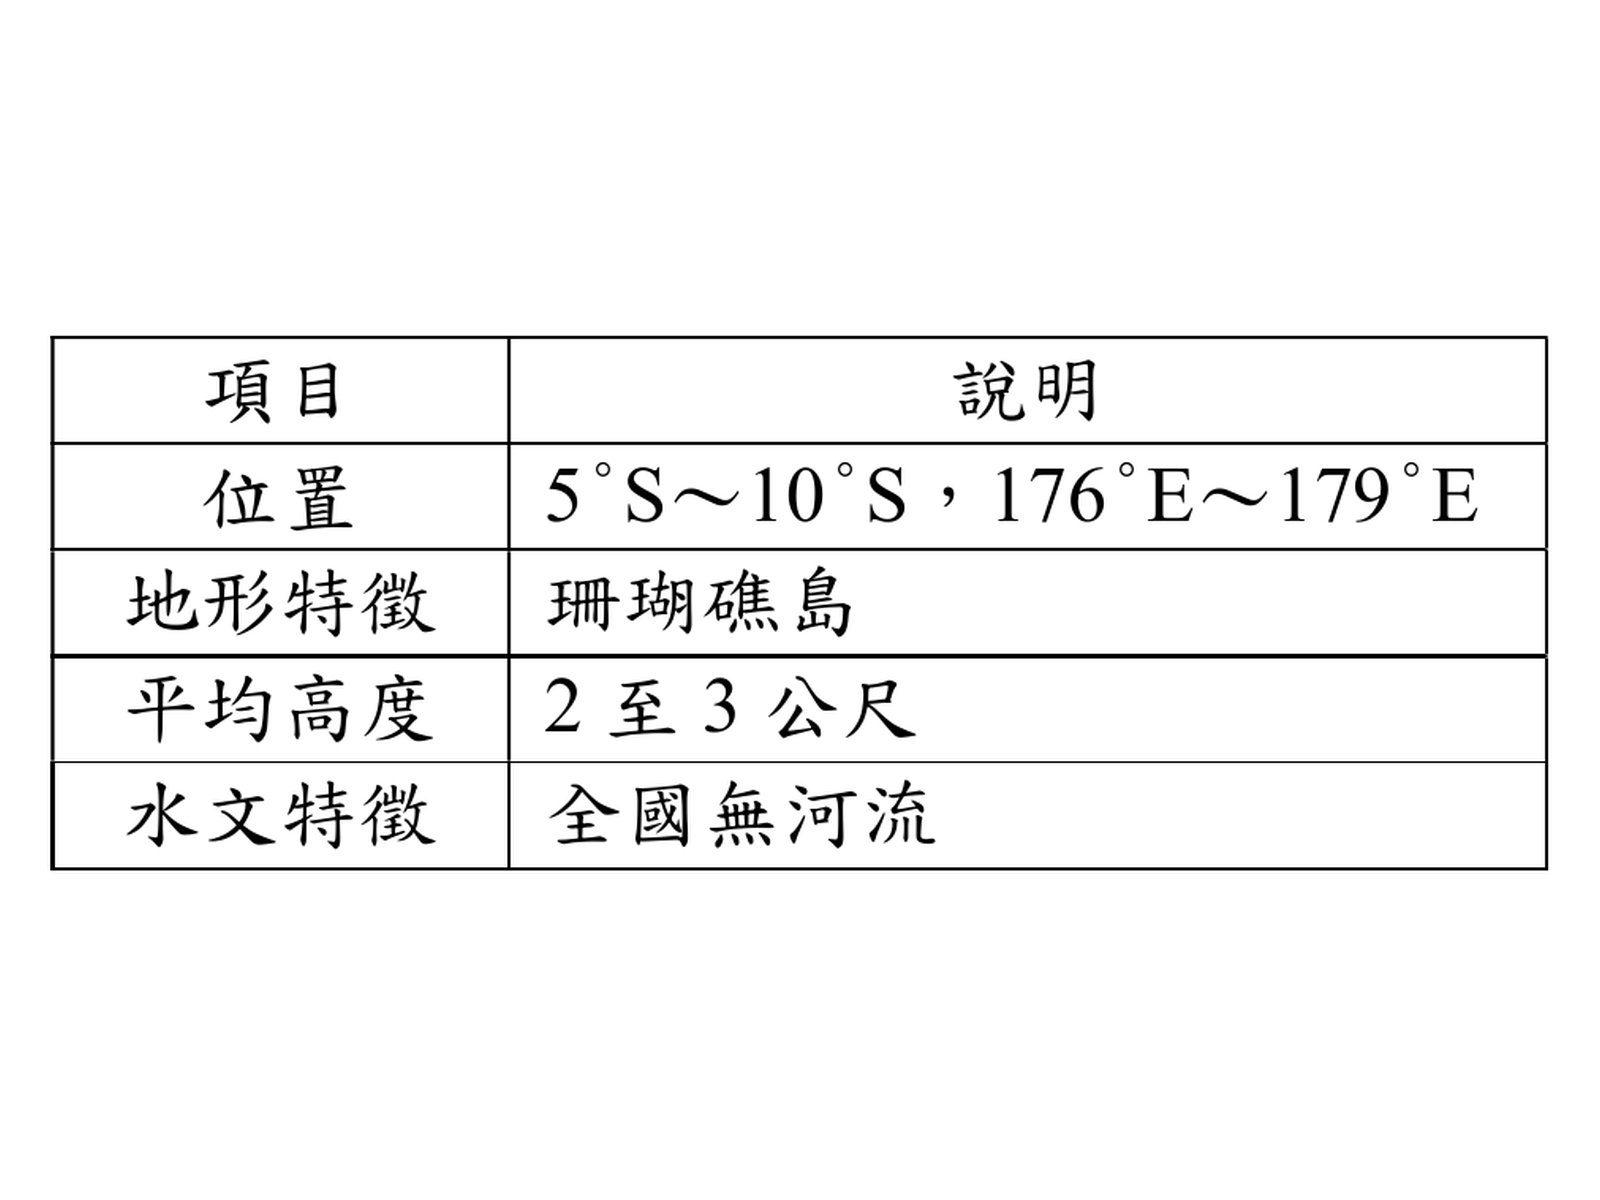 項目 說明
位置 5°S～10°S，176°E～179°E
地形特徵 珊瑚礁島
平均高度 2 至 3 公尺
水文特徵 全國無河流